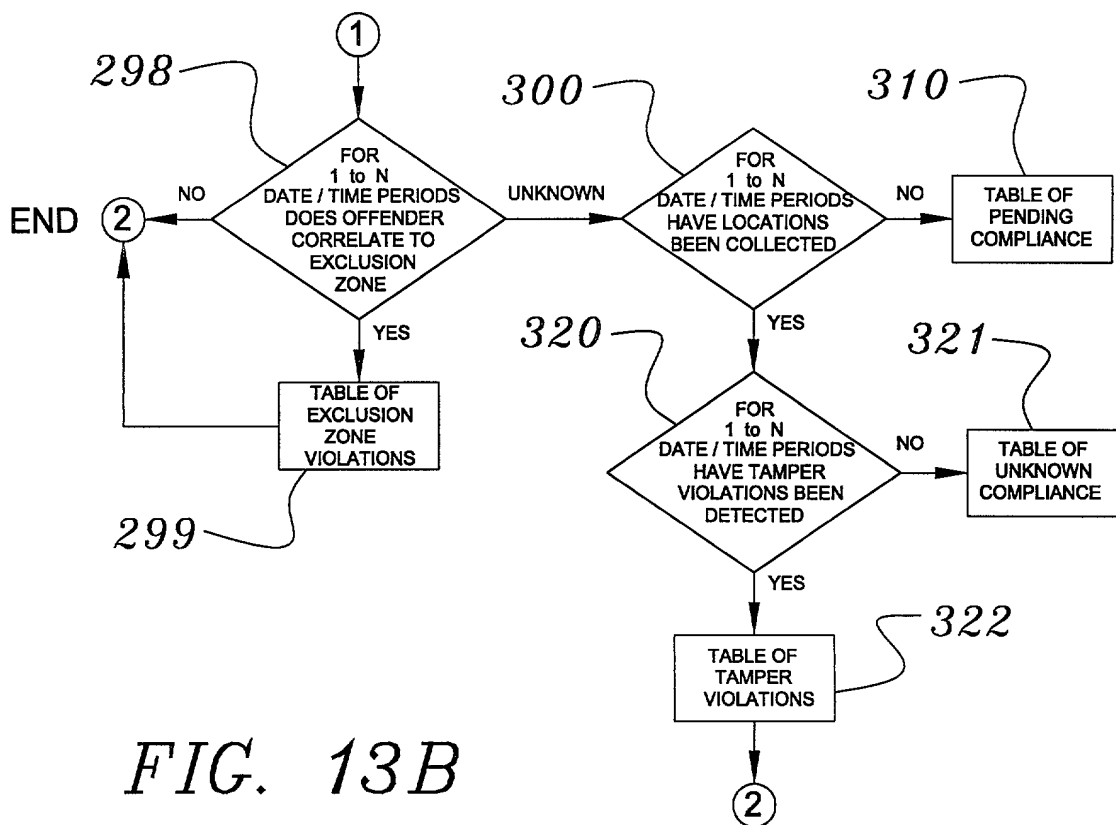 1
298
300
310
FOR
1 to N
DATE / TIME PERIODS
DOES OFFENDER
CORRELATE TO
EXCLUSION
ZONE
NO
END
2
UNKNOWN
FOR
1 to N
DATE / TIME PERIODS
HAVE LOCATIONS
BEEN COLLECTED
NO
TABLE OF
PENDING
COMPLIANCE
YES
YES
320
321
TABLE OF
EXCLUSION
ZONE
VIOLATIONS
299
FOR
1 to N
DATE / TIME PERIODS
HAVE TAMPER
VIOLATIONS BEEN
DETECTED
NO
TABLE OF
UNKNOWN
COMPLIANCE
YES
322
TABLE OF
TAMPER
VIOLATIONS
2
FIG. 13B